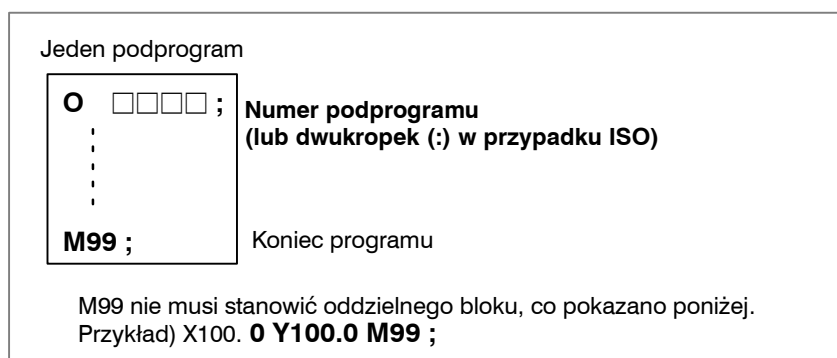 Jeden podprogram
O □□□□ ; Numer podprogramu
(lub dwukropek (:) w przypadku ISO)
M99 ; Koniec programu
M99 nie musi stanowić oddzielnego bloku, co pokazano poniżej.
Przykład) X100. 0 Y100.0 M99 ;